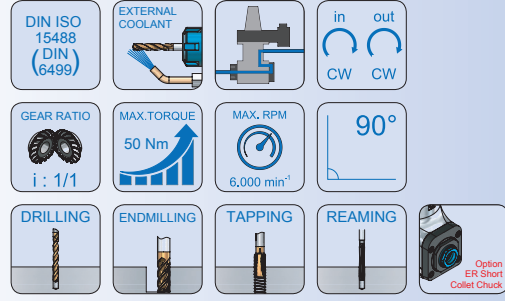 DIN ISO
15488
(DIN
6499)
EXTERNAL
COOLANT
in out
CW CW
GEAR RATIO
i : 1/1
MAX.TORQUE
50 Nm
MAX. RPM
6.000 min⁻¹
90°
DRILLING
ENDMILLING
TAPPING
REAMING
Option
ER Short
Collet Chuck